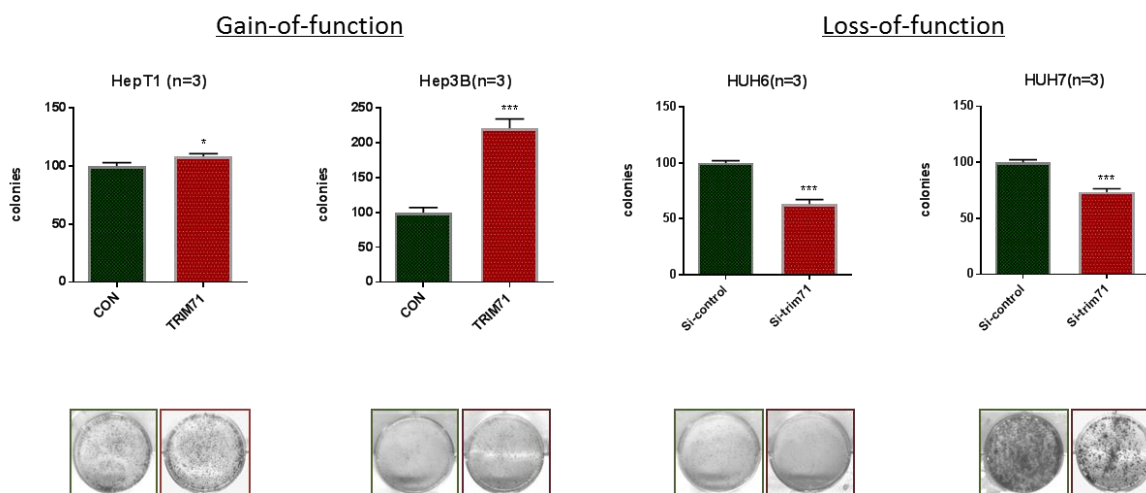 Gain-of-function
Loss-of-function
HepT1 (n=3)
Hep3B(n=3)
HUH6(n=3)
HUH7(n=3)
colonies
150
100
50
0
*
CON
TRIM71
colonies
250
200
150
100
50
0
***
CON
TRIM71
colonies
150
100
50
0
***
Si-control
Si-trim71
colonies
150
100
50
0
***
Si-control
Si-trim71